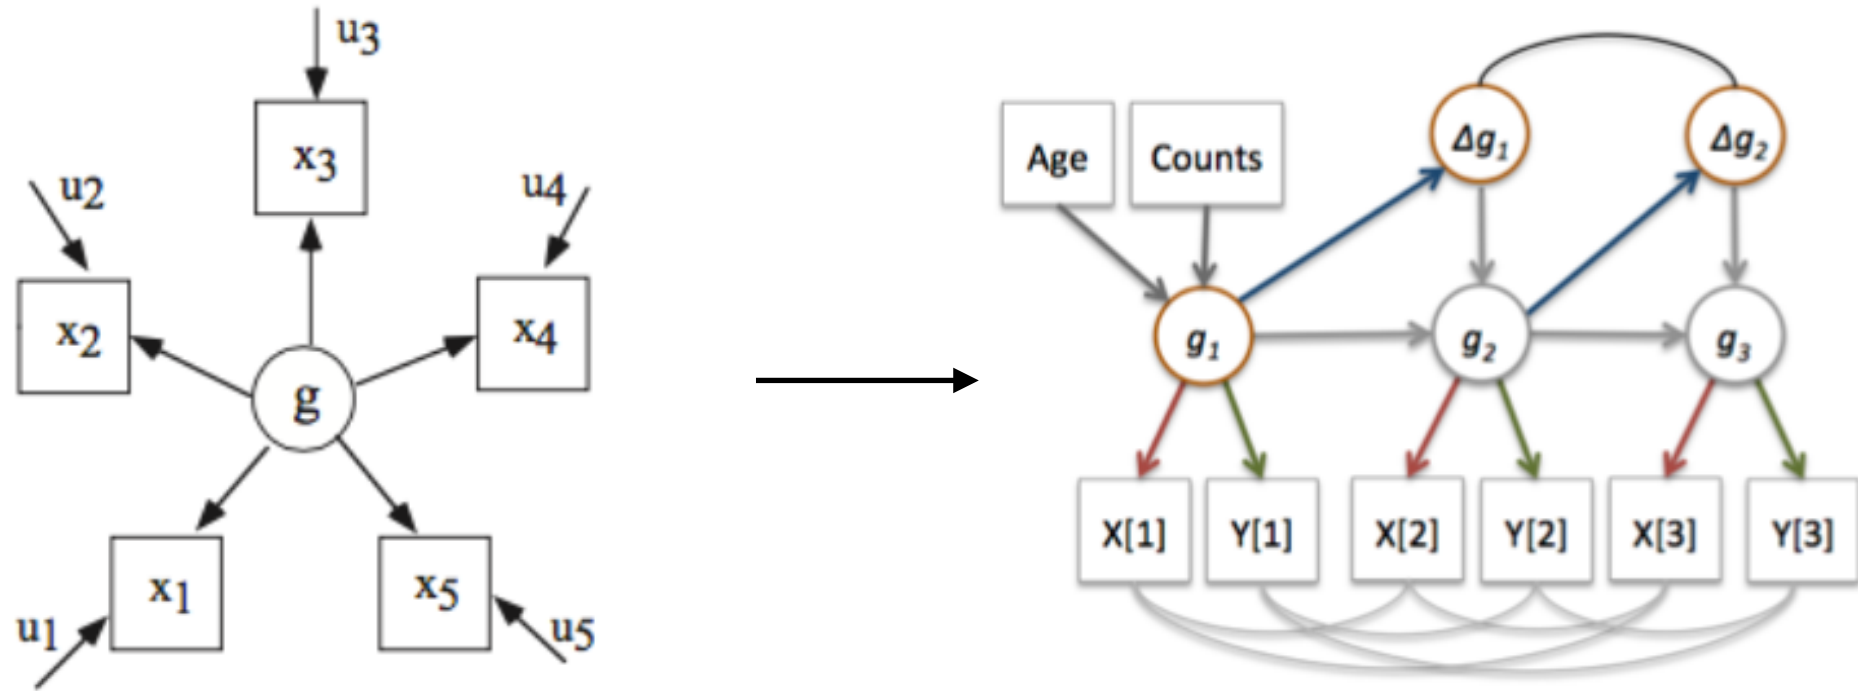 u3
x3
u2
u4
x2
x4
g
x1
x5
u1
u5
Age
Counts
Δg1
Δg2
g1
g2
g3
X[1]
Y[1]
X[2]
Y[2]
X[3]
Y[3]